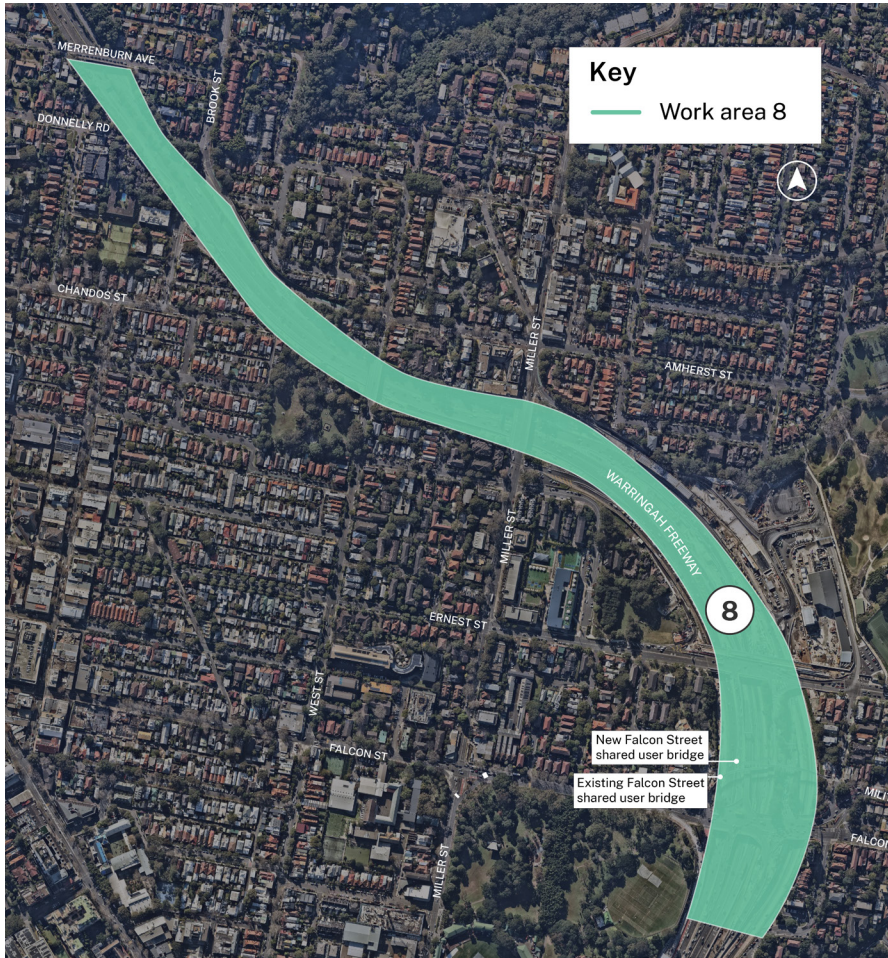 MERRENBURN AVE
Key
Work area 8
BROOK ST
DONNELLY RD
CHANDOS ST
MILLER ST
AMHERST ST
WARRINGAH FREEWAY
MILLER ST
8
ERNEST ST
WEST ST
New Falcon Street
shared user bridge
FALCON ST
Existing Falcon Street
shared user bridge
MILI
FALCON
MILLER ST